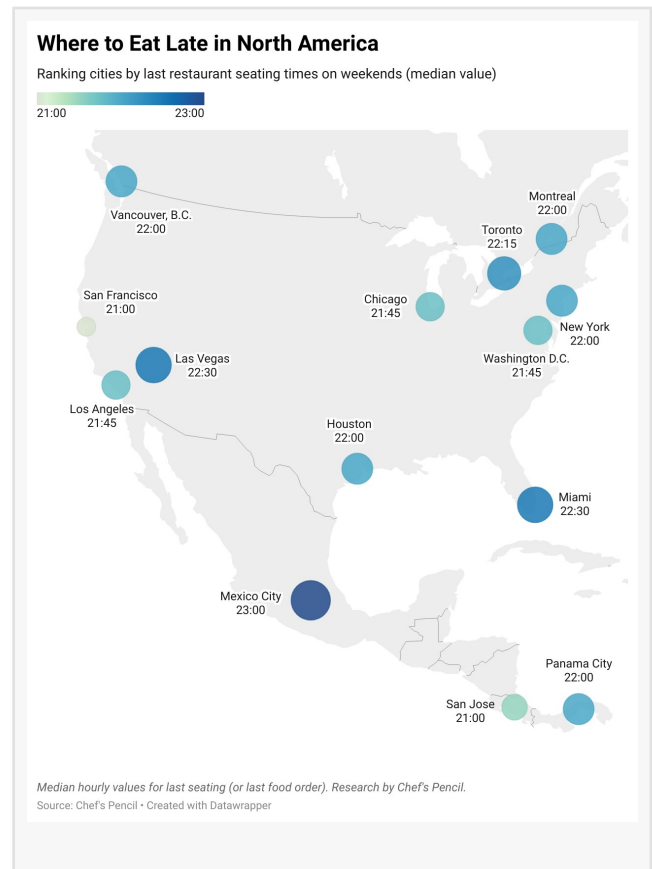 Where to Eat Late in North America
Ranking cities by last restaurant seating times on weekends (median value)
21:00 23:00
Vancouver, B.C.
22:00
Montreal
22:00
Toronto
22:15
San Francisco
21:00
Chicago
21:45
New York
22:00
Las Vegas
22:30
Washington D.C.
21:45
Los Angeles
21:45
Houston
22:00
Miami
22:30
Mexico City
23:00
Panama City
22:00
San Jose
21:00
Median hourly values for last seating (or last food order). Research by Chef's Pencil.
Source: Chef's Pencil • Created with Datawrapper